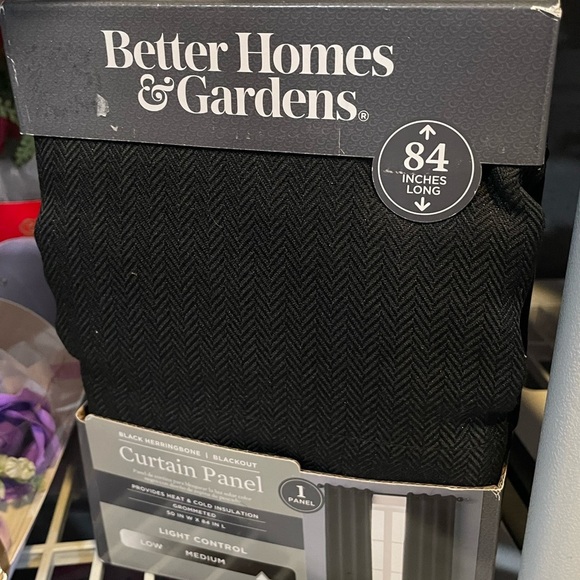 Better Homes
& Gardens®
84
INCHES
LONG
BLACK HERRINGBONE | BLACKOUT
Curtain Panel
PROVIDES HEAT & COLD INSULATION
GROMMETED
50 IN W X 84 IN L
1
PANEL
LIGHT CONTROL
LOW MEDIUM